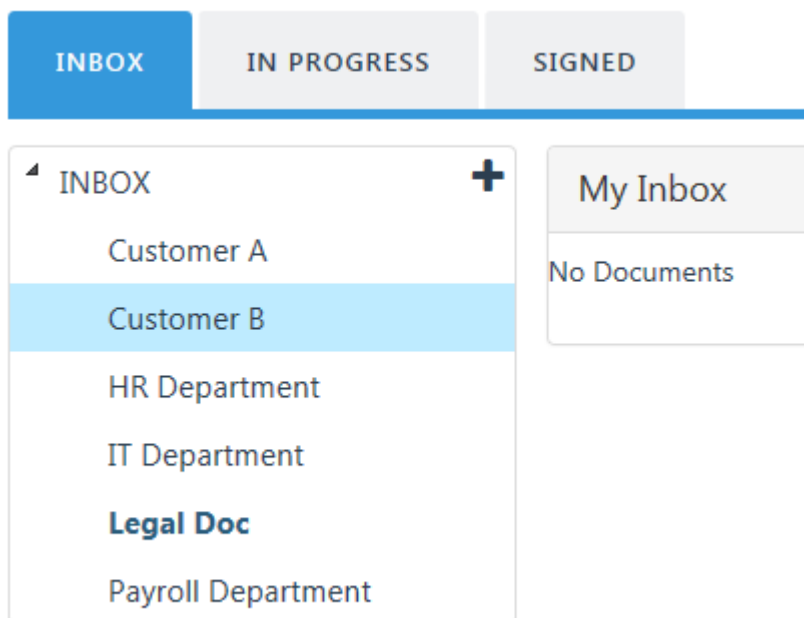 INBOX
IN PROGRESS
SIGNED
INBOX
Customer A
Customer B
HR Department
IT Department
Legal Doc
Payroll Department
My Inbox
No Documents